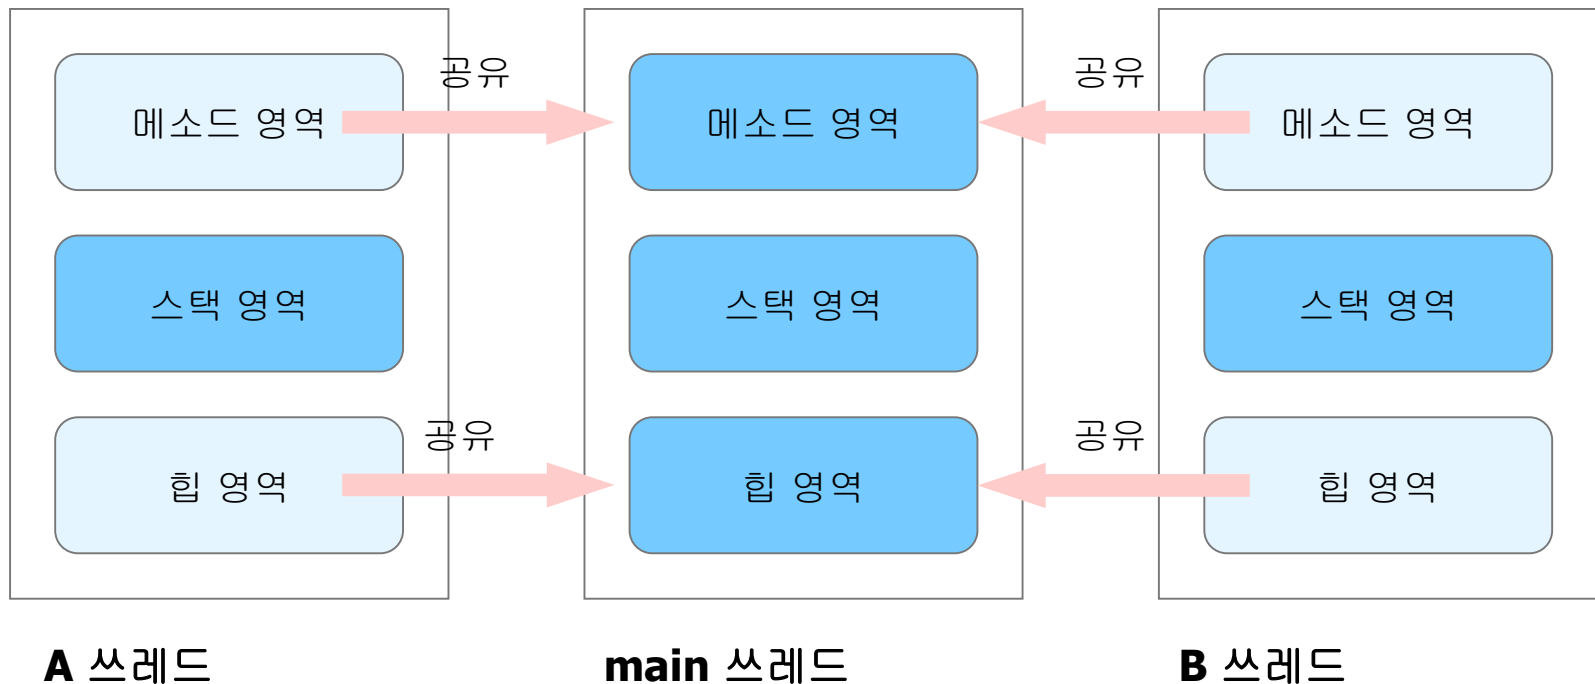 공유
공유
메소드 영역
메소드 영역
메소드 영역
스택 영역
스택 영역
스택 영역
공유
공유
힙 영역
힙 영역
힙 영역
A 쓰레드
main 쓰레드
B 쓰레드